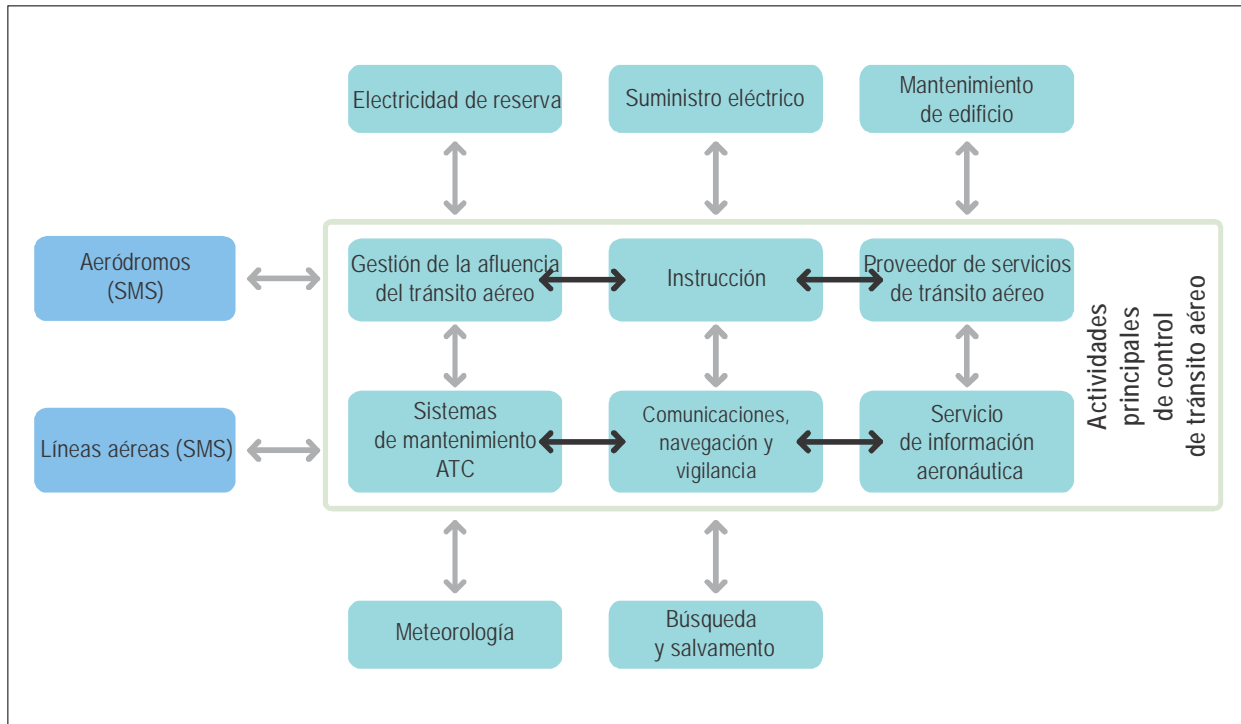 Electricidad de reserva
Suministro eléctrico
Mantenimiento
de edificio
Aeródromos
(SMS)
Gestión de la afluencia
del tránsito aéreo
Instrucción
Proveedor de servicios
de tránsito aéreo
Actividades
principales
de control
de tránsito aéreo
Líneas aéreas (SMS)
Sistemas
de mantenimiento
ATC
Comunicaciones,
navegación y
vigilancia
Servicio
de información
aeronáutica
Meteorología
Búsqueda
y salvamento